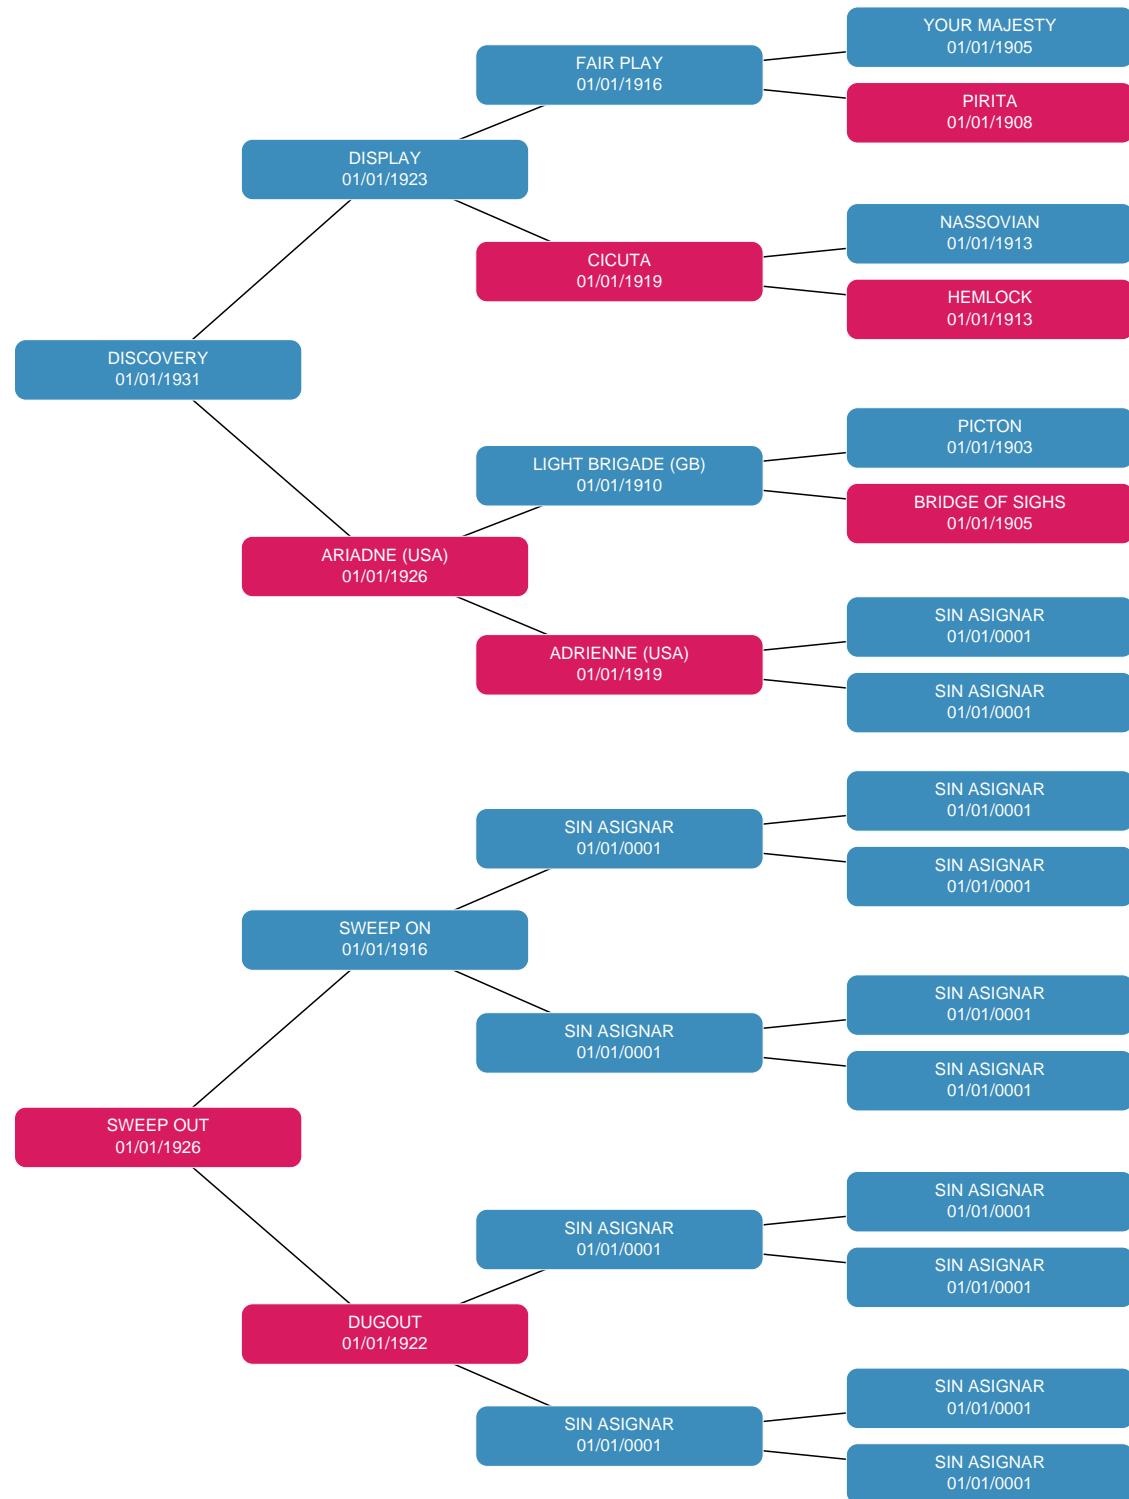 YOUR MAJESTY
01/01/1905
FAIR PLAY
01/01/1916
PIRITA
01/01/1908
DISPLAY
01/01/1923
NASSOVIAN
01/01/1913
CICUTA
01/01/1919
HEMLOCK
01/01/1913
DISCOVERY
01/01/1931
PICTON
01/01/1903
LIGHT BRIGADE (GB)
01/01/1910
BRIDGE OF SIGHS
01/01/1905
ARIADNE (USA)
01/01/1926
SIN ASIGNAR
01/01/0001
ADRIENNE (USA)
01/01/1919
SIN ASIGNAR
01/01/0001
SIN ASIGNAR
01/01/0001
SIN ASIGNAR
01/01/0001
SIN ASIGNAR
01/01/0001
SWEEP ON
01/01/1916
SIN ASIGNAR
01/01/0001
SIN ASIGNAR
01/01/0001
SIN ASIGNAR
01/01/0001
SWEEP OUT
01/01/1926
SIN ASIGNAR
01/01/0001
SIN ASIGNAR
01/01/0001
SIN ASIGNAR
01/01/0001
DUGOUT
01/01/1922
SIN ASIGNAR
01/01/0001
SIN ASIGNAR
01/01/0001
SIN ASIGNAR
01/01/0001